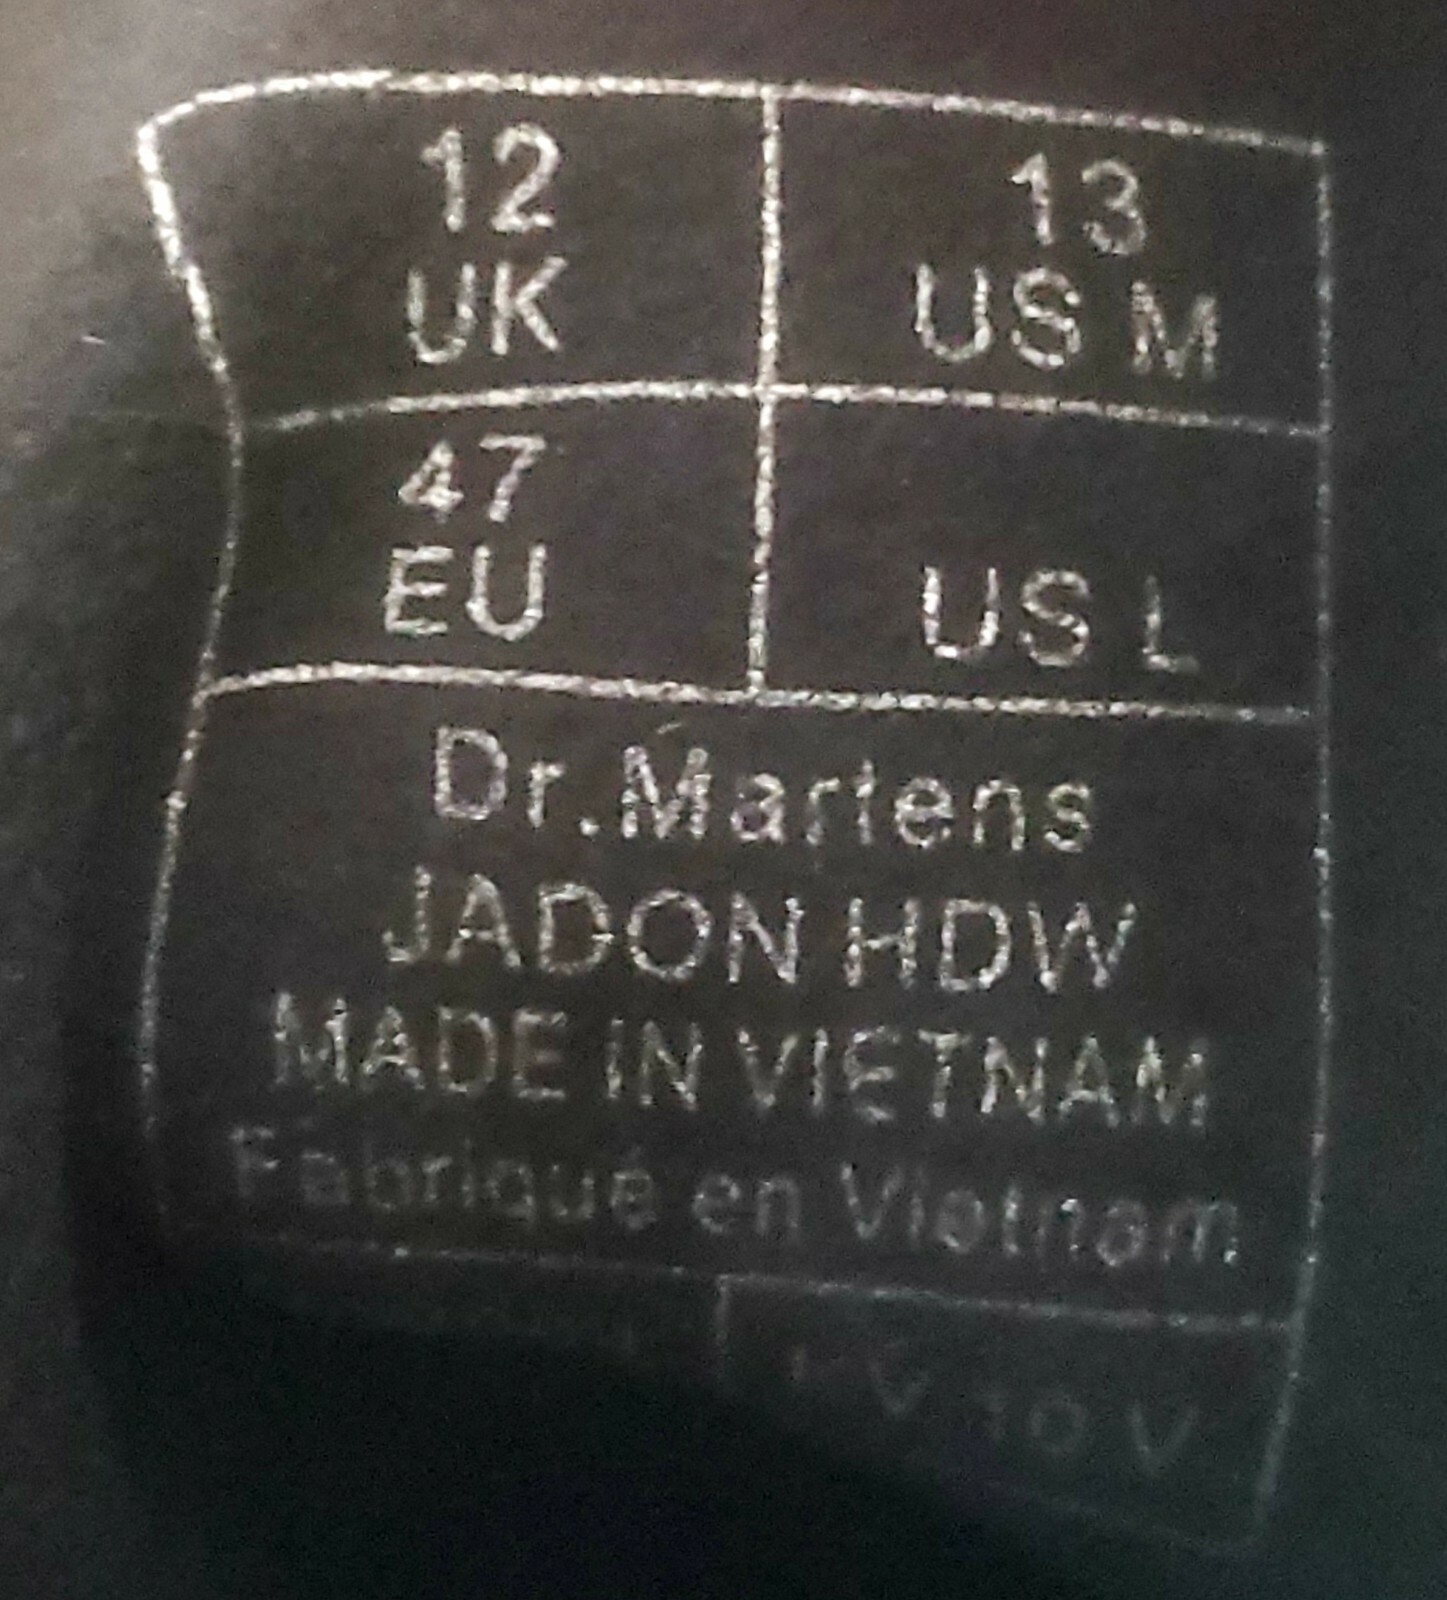 12
UK
13
US M
47
EU
US L
Dr.Martens
JADON HDW
MADE IN VIETNAM
Fabriqué en Vietnam